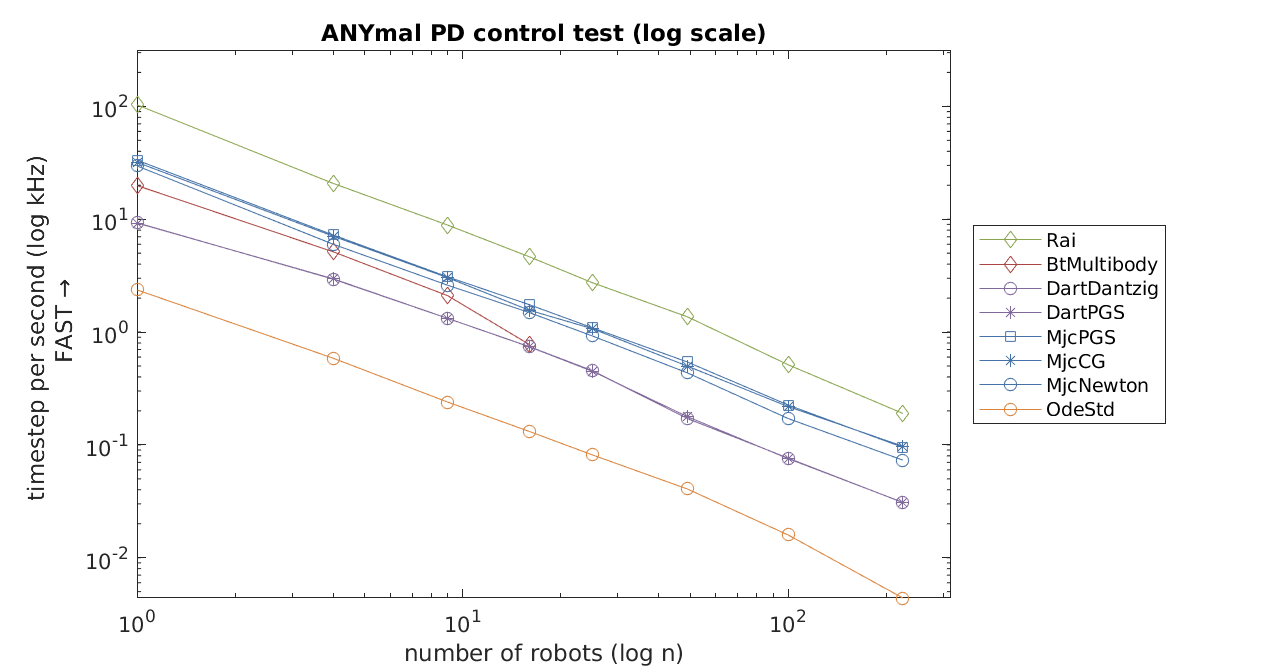 ANYmal PD control test (log scale)
timestep per second (log kHz)
FAST →
10^2
10^1
10^0
10^-1
10^-2
10^0
10^1
10^2
number of robots (log n)
Rai
BtMultibody
DartDantzig
DartPGS
MjcPGS
MjcCG
MjcNewton
OdeStd